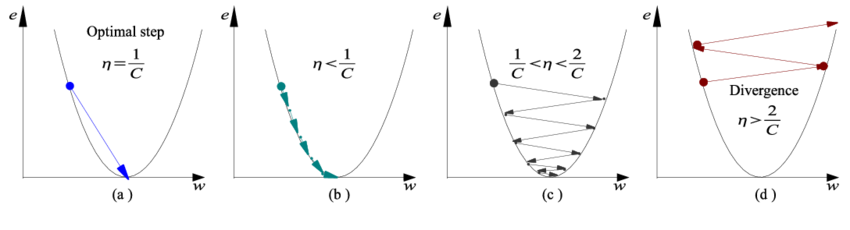 e
Optimal step
η = 1/C
w
(a)
e
η < 1/C
w
(b)
e
1/C < η < 2/C
w
(c)
e
Divergence
η > 2/C
w
(d)